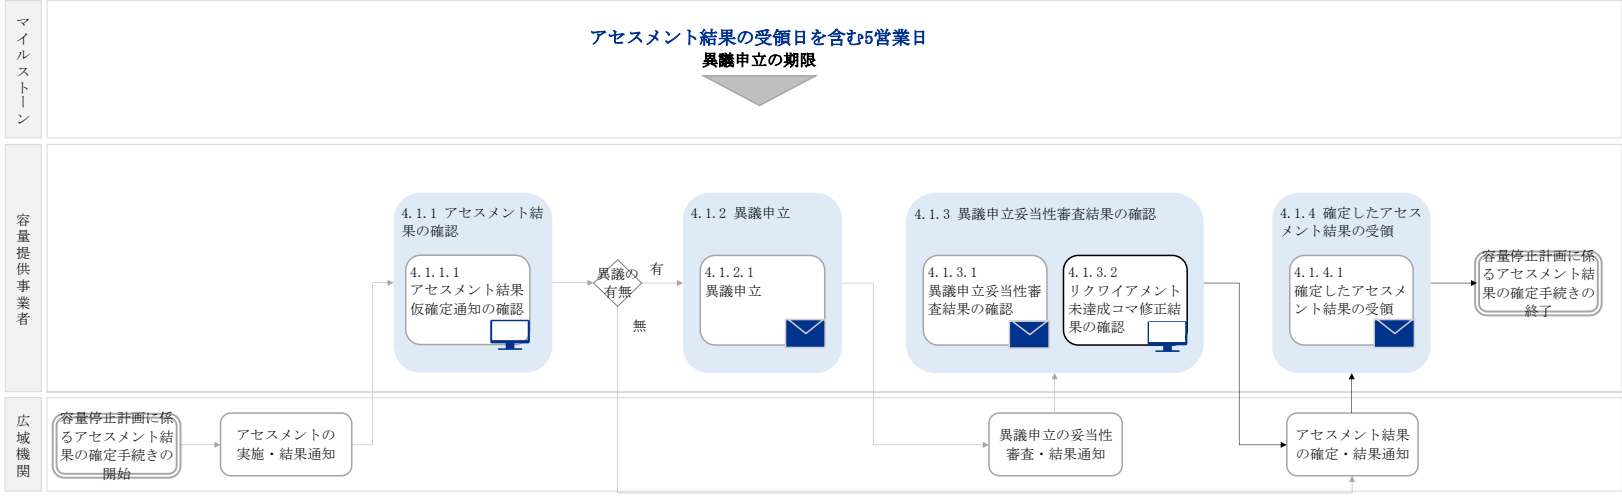 マイルストーン
アセスメント結果の受領日を含む5営業日
異議申立の期限
容量提供事業者
4.1.1 アセスメント結
果の確認
4.1.1.1
アセスメント結果
仮確定通知の確認
異議の
有無
有
無
4.1.2 異議申立
4.1.2.1
異議申立
4.1.3 異議申立妥当性審査結果の確認
4.1.3.1
異議申立妥当性審
査結果の確認
4.1.3.2
リクワイアメント
未達成コマ修正結
果の確認
4.1.4 確定したアセス
メント結果の受領
4.1.4.1
確定したアセスメ
ント結果の受領
容量停止計画に係
るアセスメント結
果の確定手続きの
終了
広域機関
容量停止計画に係
るアセスメント結
果の確定手続きの
開始
アセスメントの
実施・結果通知
異議申立の妥当性
審査・結果通知
アセスメント結果
の確定・結果通知